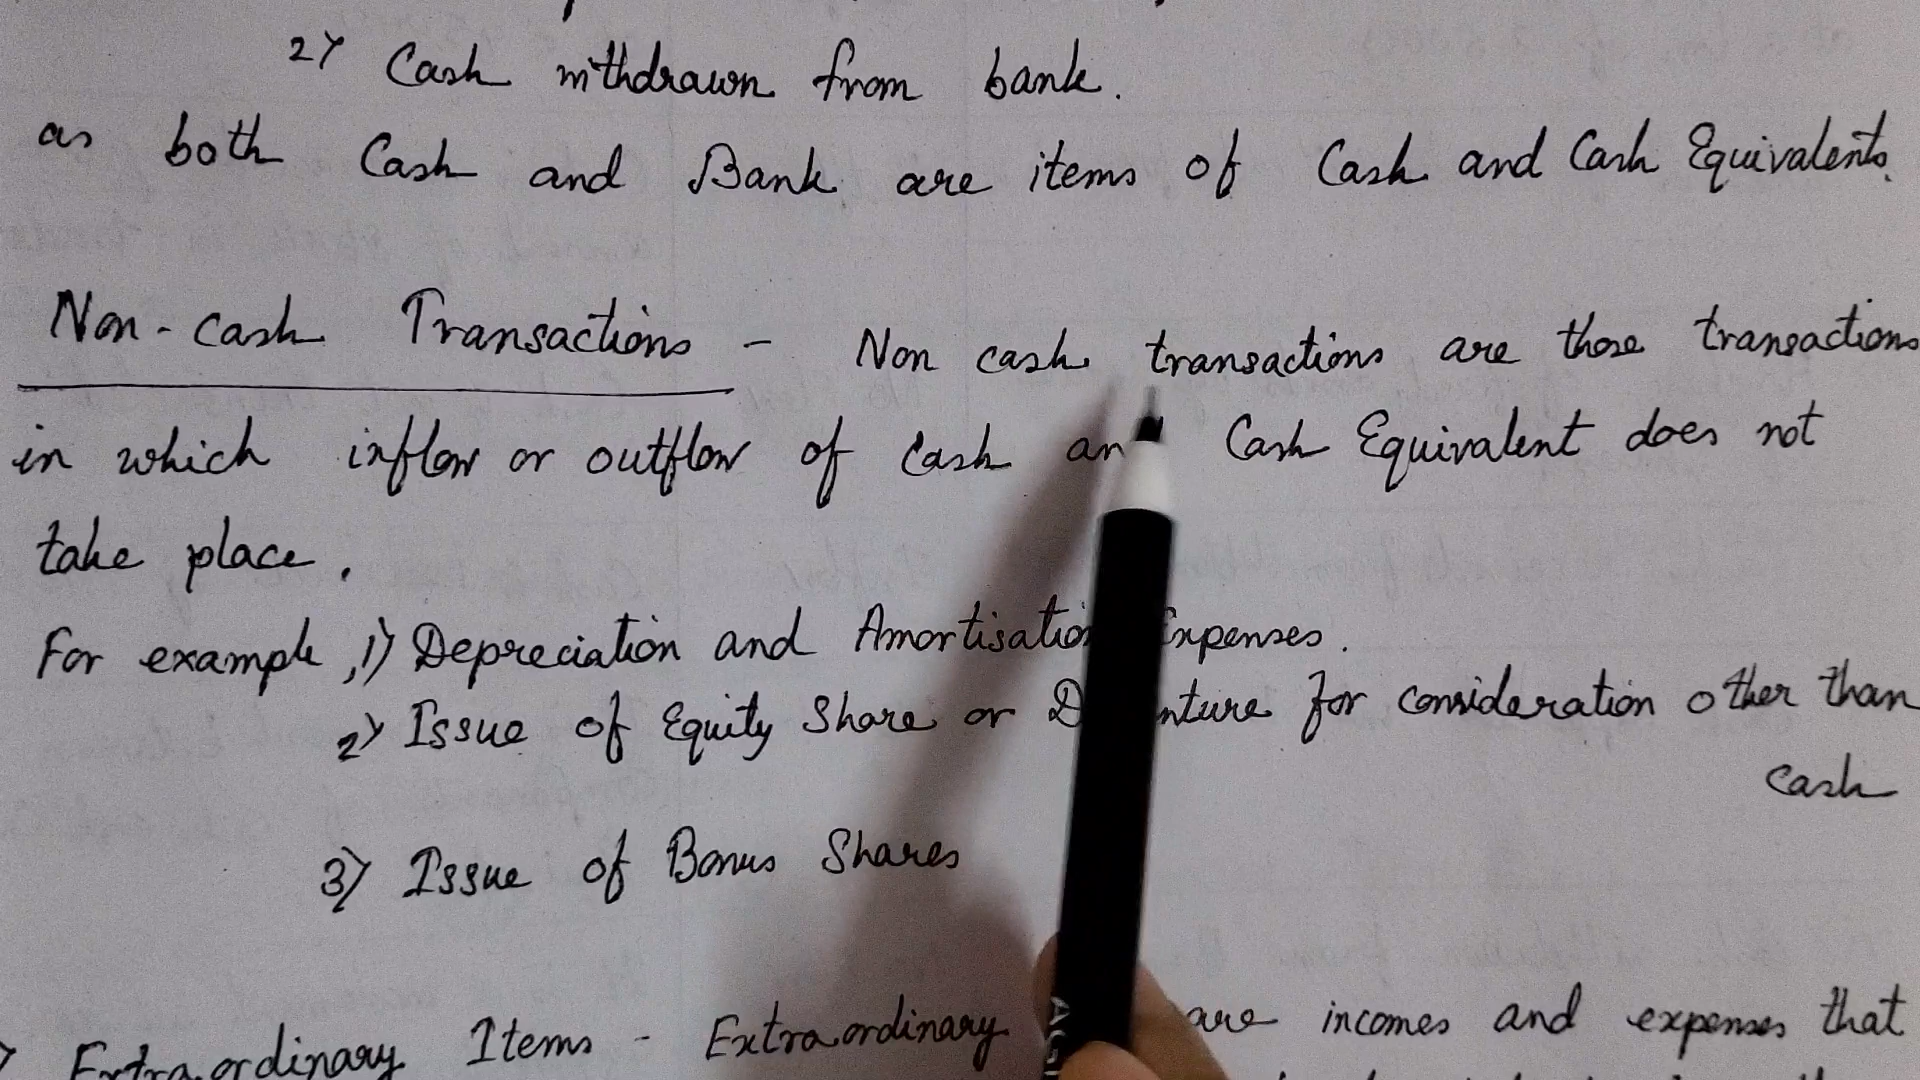 2) Cash withdrawn from bank.
as both Cash and Bank are items of Cash and Cash Equivalents.
Non-cash Transactions - Non cash transactions are those transactions
in which inflow or outflow of Cash an Cash Equivalent does not
take place.
For example, 1) Depreciation and Amortisation Expenses.
2) Issue of Equity Share or D nture for consideration other than
cash
3) Issue of Bonus Shares
Extraordinary Items - Extraordinary are incomes and expenses that